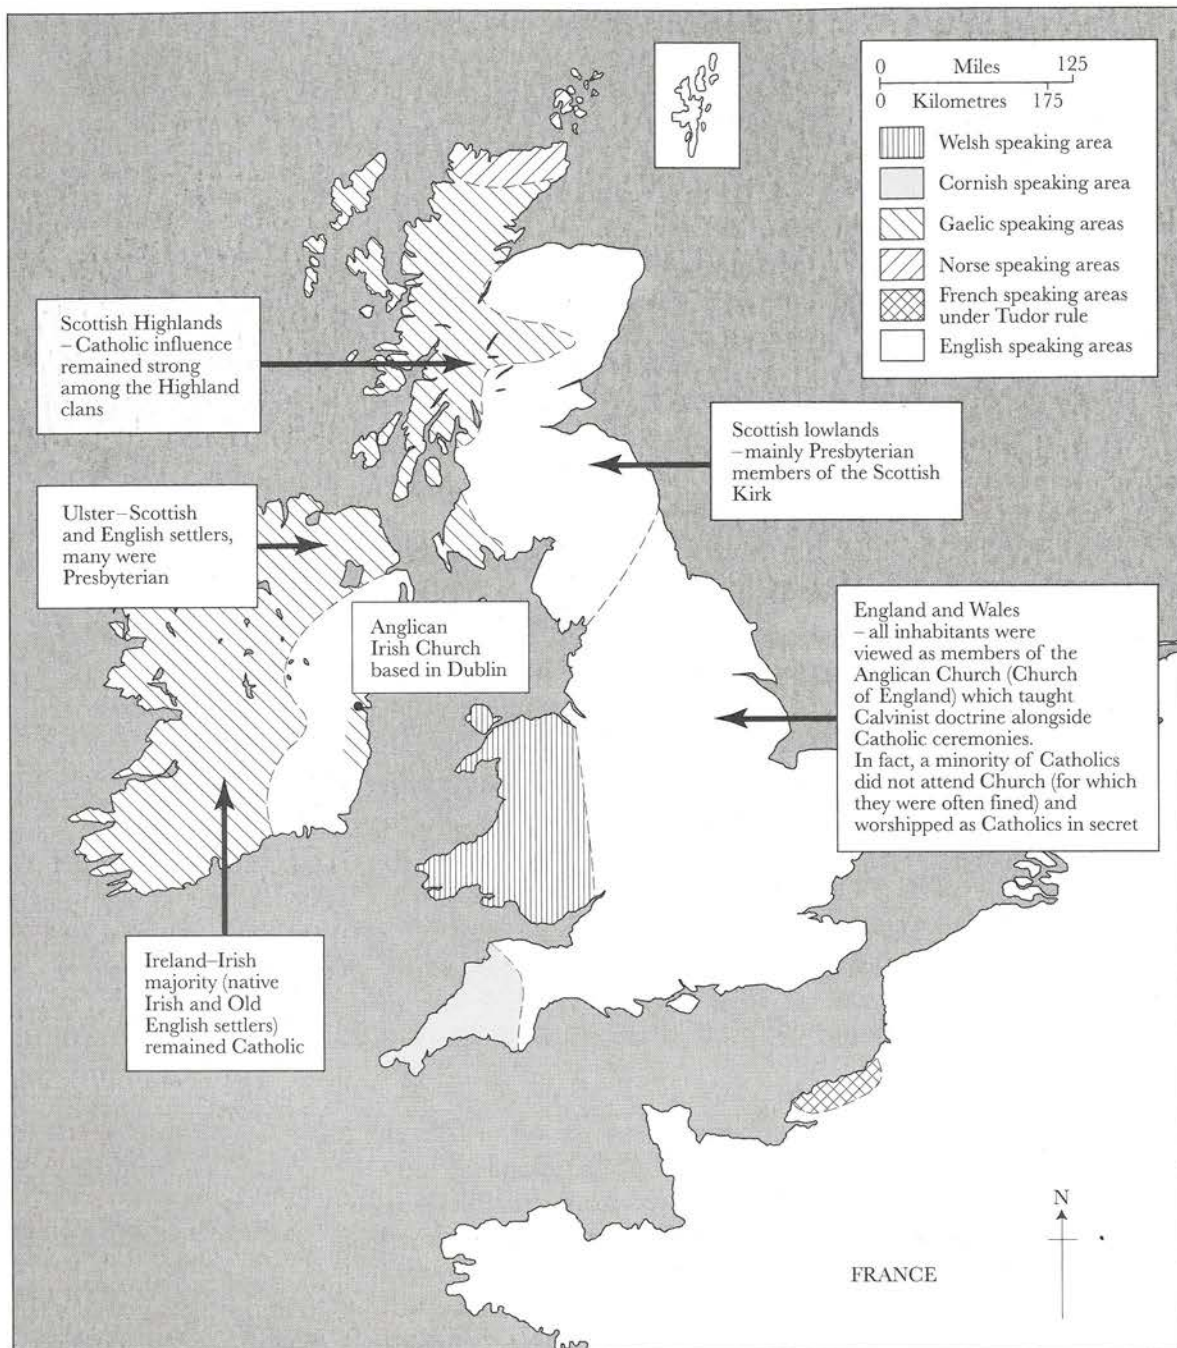 0 Miles 125
0 Kilometres 175
Welsh speaking area
Cornish speaking area
Gaelic speaking areas
Norse speaking areas
French speaking areas
under Tudor rule
English speaking areas
Scottish Highlands
– Catholic influence
remained strong
among the Highland
clans
Scottish lowlands
–mainly Presbyterian
members of the Scottish
Kirk
Ulster–Scottish
and English settlers,
many were
Presbyterian
Anglican
Irish Church
based in Dublin
England and Wales
– all inhabitants were
viewed as members of the
Anglican Church (Church
of England) which taught
Calvinist doctrine alongside
Catholic ceremonies.
In fact, a minority of Catholics
did not attend Church (for which
they were often fined) and
worshipped as Catholics in secret
Ireland–Irish
majority (native
Irish and Old
English settlers)
remained Catholic
N
FRANCE